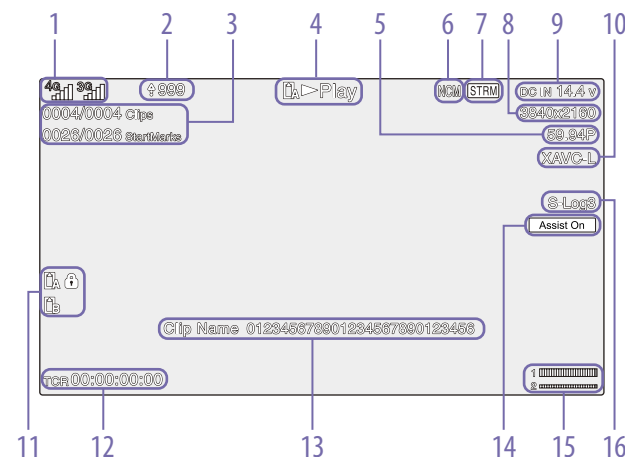 1 2 3 4 5 6 7 8 9 10
4G 3G 999 A Play NCM STRM DC IN 14.4 V
0004/0004 Clips 3840x2160
0026/0026 StartMarks 59.94P
XAVC-L
S-Log3
Assist On
A
B
Clip Name 012345678901234567890123456
TCR 00:00:00:00 1
2
11 12 13 14 15 16